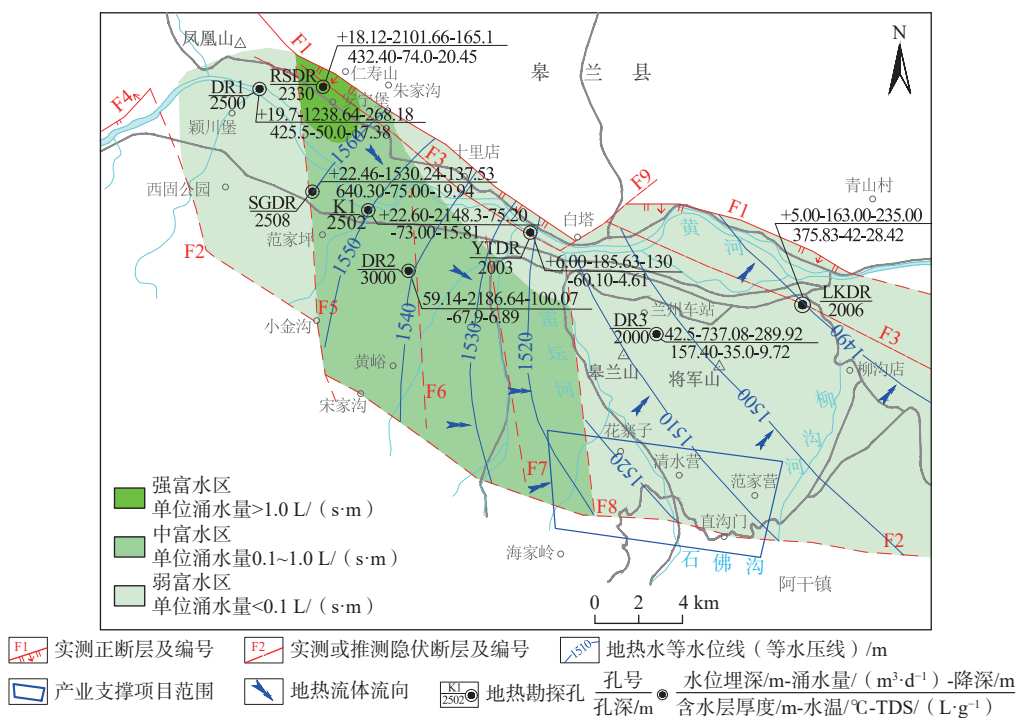 凤凰山
F1
+18.12-2101.66-165.1
432.40-74.0-20.45
皋兰县
N
仁寿山
RSDR
2330
朱家沟
安宁堡
DR1
2500
F4
+19.7-1238.64-268.18
425.5-50.0-17.38
颖川堡
1560
十里店
F3
+22.46-1530.24-137.53
640.30-75.00-19.94
F9
青山村
西固公园
SGDR
2508
K1
2502
+22.60-2148.3-75.20
-73.00-15.81
白塔
黄河
F1
+5.00-163.00-235.00
375.83-42-28.42
范家坪
F2
1550
YTDR
2003
+6.00-185.63-130
-60.10-4.61
DR2
3000
59.14-2186.64-100.07
-67.9-6.89
兰州车站
LKDR
2006
F5
小金沟
1540
1530
1520
雷坛河
DR3
2000
42.5-737.08-289.92
157.40-35.0-9.72
1490
F3
黄峪
皋兰山
将军山
柳沟店
宋家沟
F6
1510
1500
柳沟河
花寨子
1520
清水营
范家营
F7
F8
直沟门
F2
强富水区
单位涌水量>1.0 L/（s·m）
中富水区
单位涌水量0.1~1.0 L/（s·m）
弱富水区
单位涌水量<0.1 L/（s·m）
海家岭
石佛沟
阿干镇
0 2 4 km
F1 实测正断层及编号
F2 实测或推测隐伏断层及编号
1510 地热水等水位线（等水压线）/m
产业支撑项目范围
地热流体流向
K1
2502 地热勘探孔
孔号
孔深/m
水位埋深/m-涌水量/（m³·d⁻¹）-降深/m
含水层厚度/m-水温/℃-TDS/（L·g⁻¹）